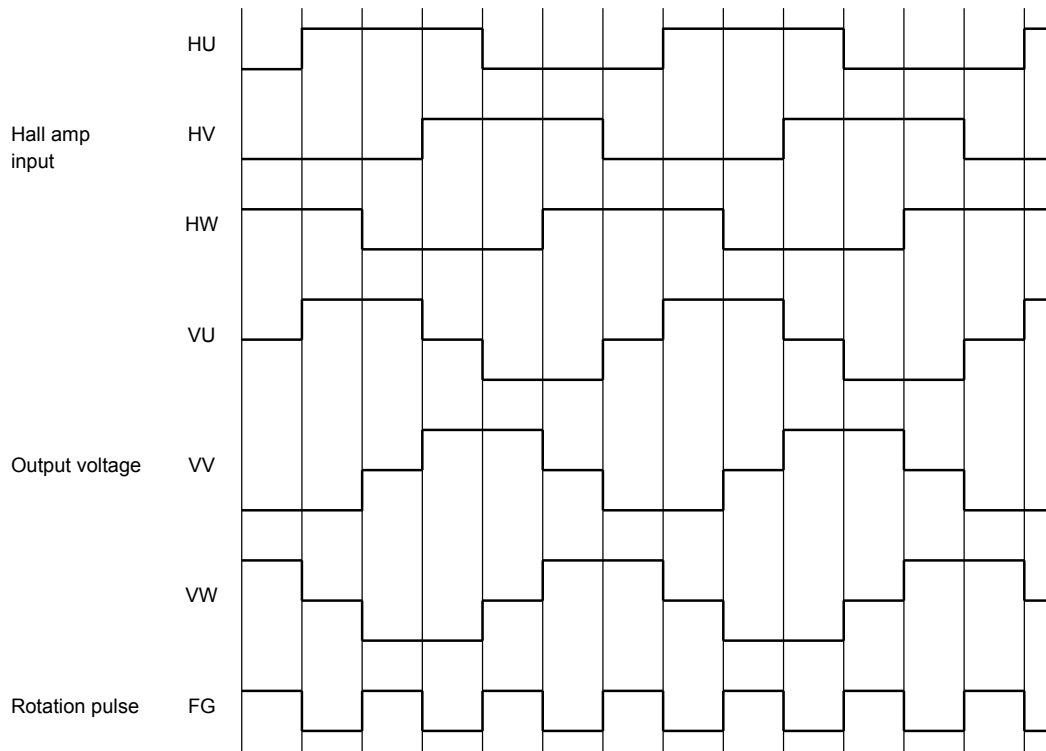 HU
Hall amp
input
HV
HW
VU
Output voltage VV
VW
Rotation pulse FG